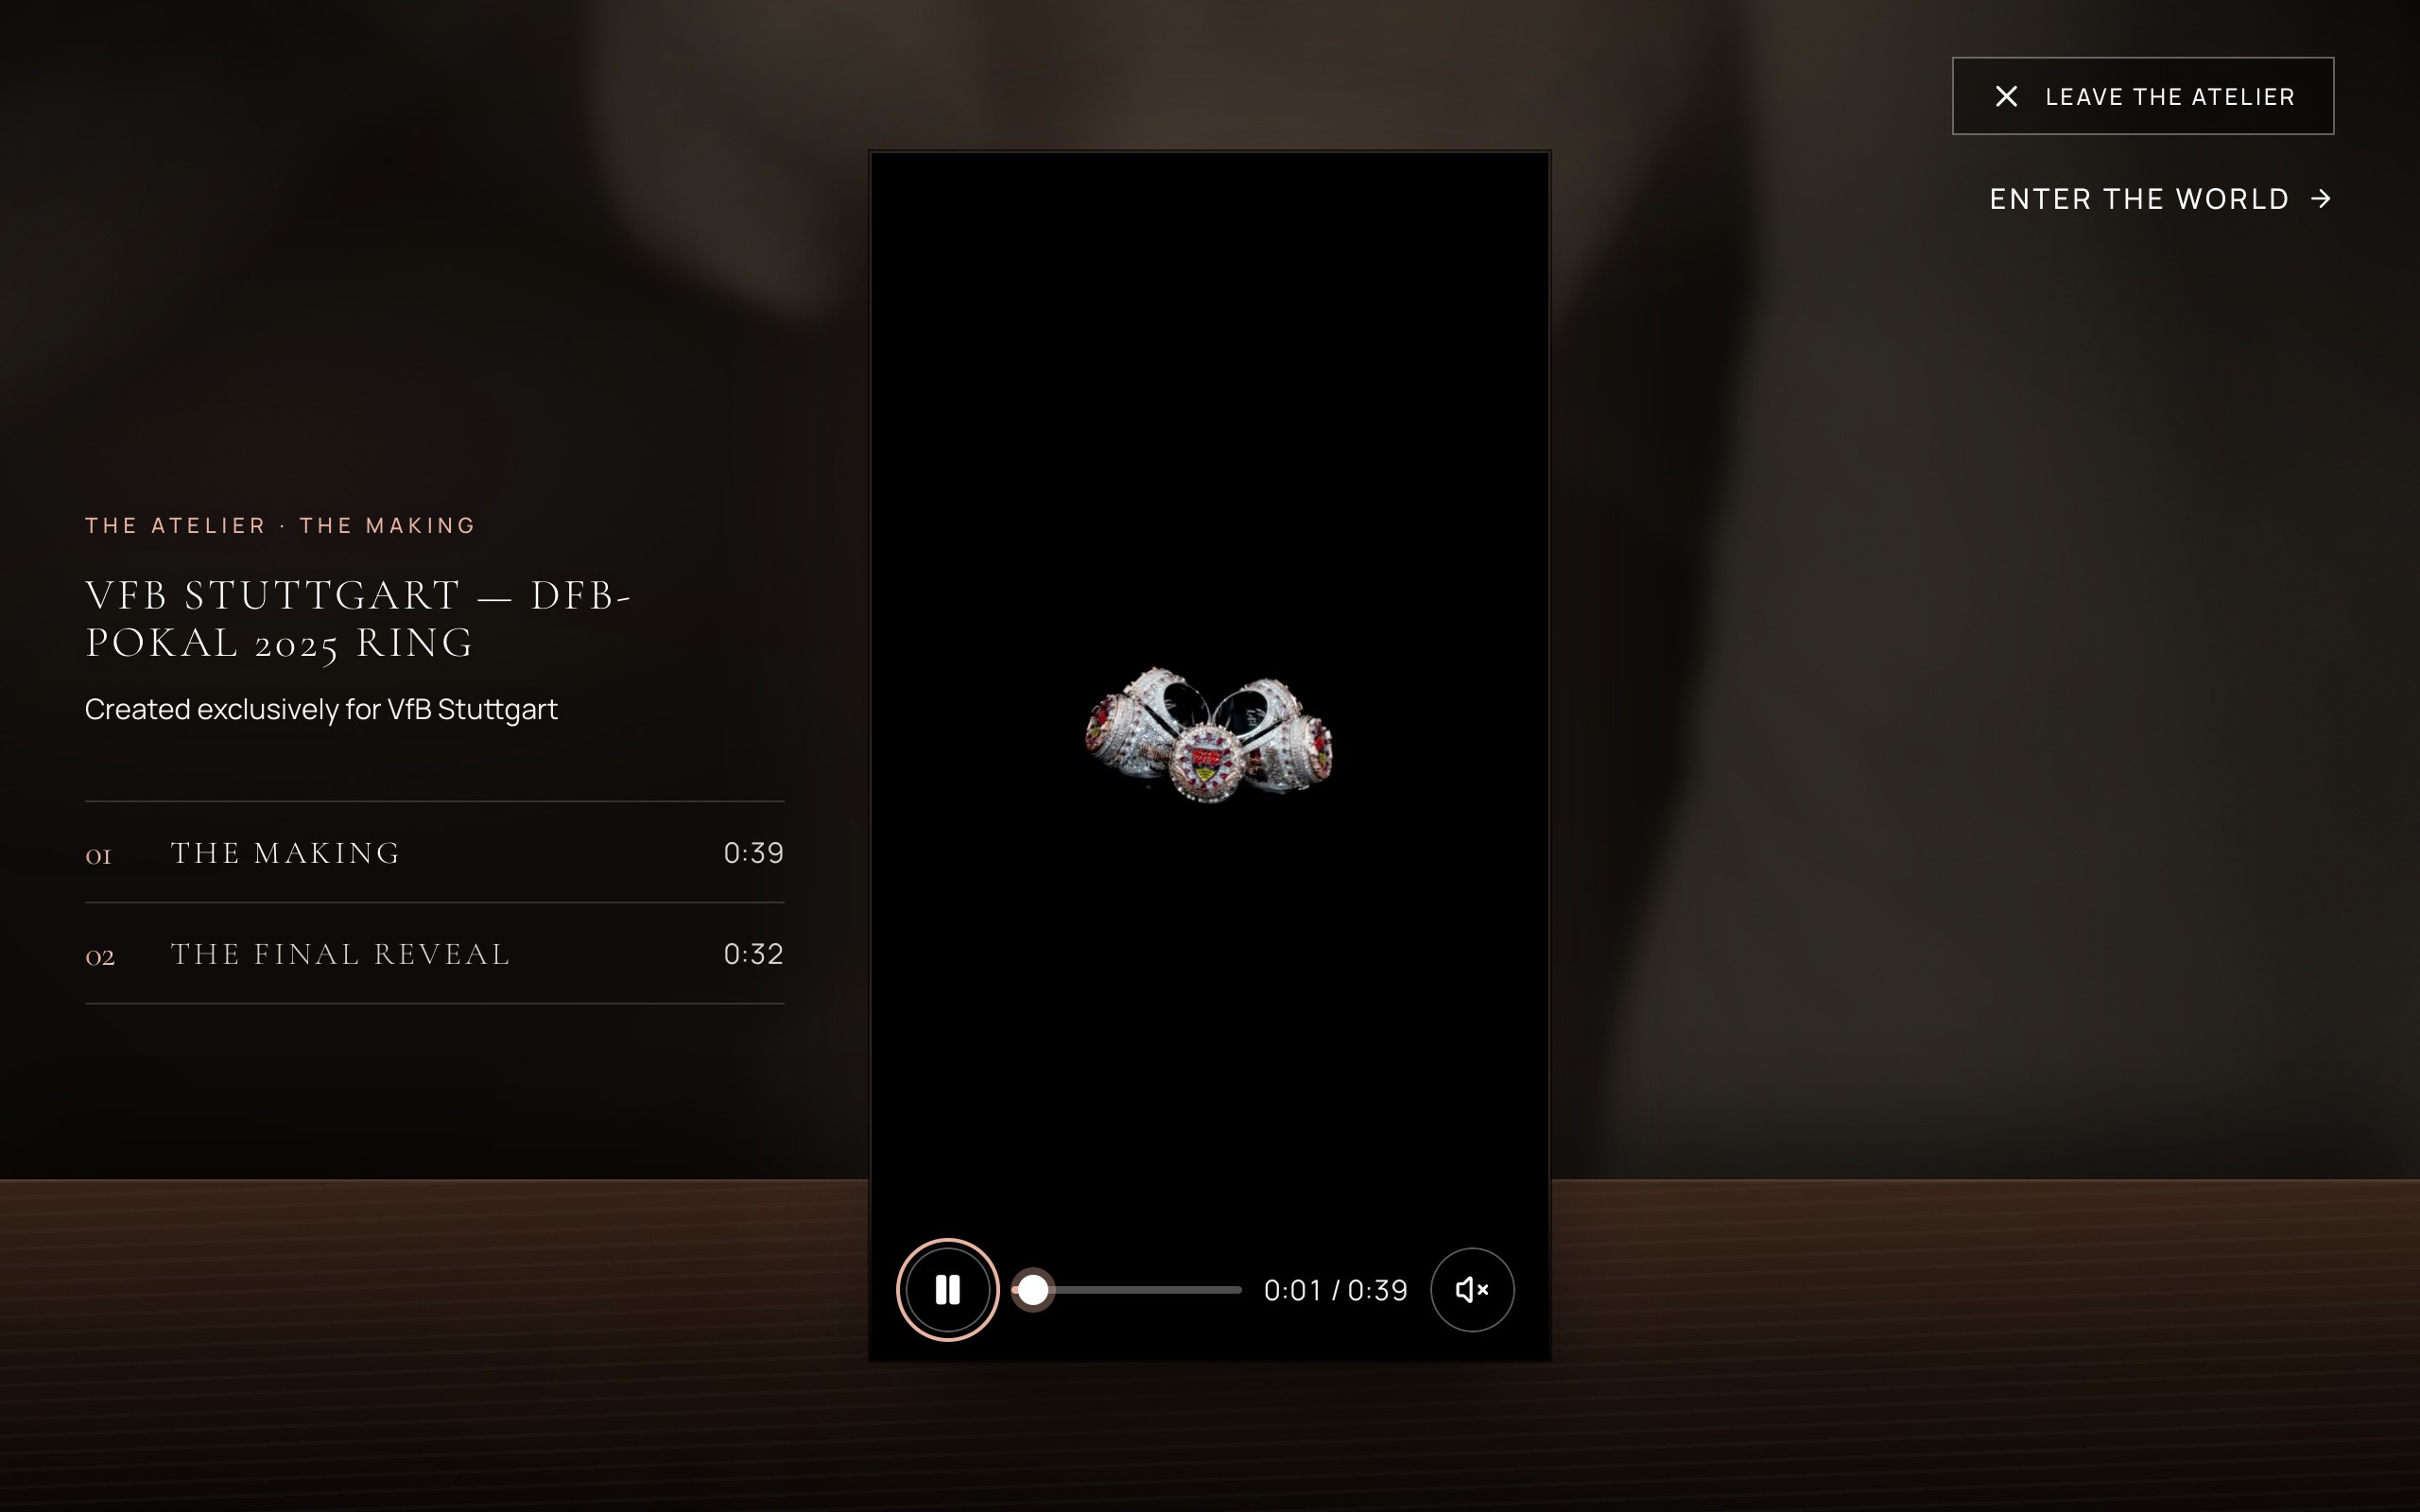 LEAVE THE ATELIER
ENTER THE WORLD
THE ATELIER · THE MAKING
VFB STUTTGART — DFB-
POKAL 2025 RING
Created exclusively for VfB Stuttgart
01 THE MAKING 0:39
02 THE FINAL REVEAL 0:32
0:01 / 0:39